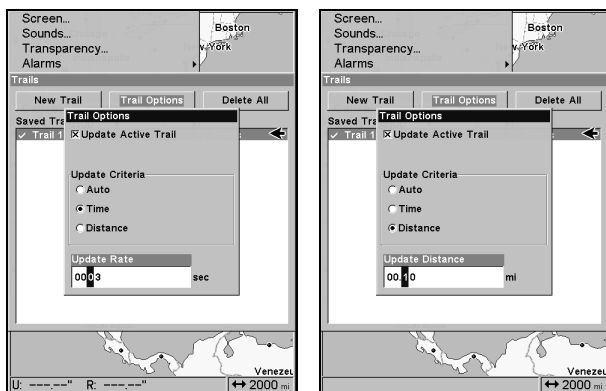 Screen...
Sounds...
Transparency...
Alarms
Boston
York
Trails
New Trail
Trail Options
Delete All
Saved Tra
Trail 1
Trail Options
Update Active Trail
Update Criteria
Auto
Time
Distance
Update Rate
0003 sec
Venezue
U: ---.--" R: ---.--"
2000 mi
Screen...
Sounds...
Transparency...
Alarms
Boston
York
Trails
New Trail
Trail Options
Delete All
Saved Tra
Trail 1
Trail Options
Update Active Trail
Update Criteria
Auto
Time
Distance
Update Distance
00.10 mi
Venezue
2000 mi